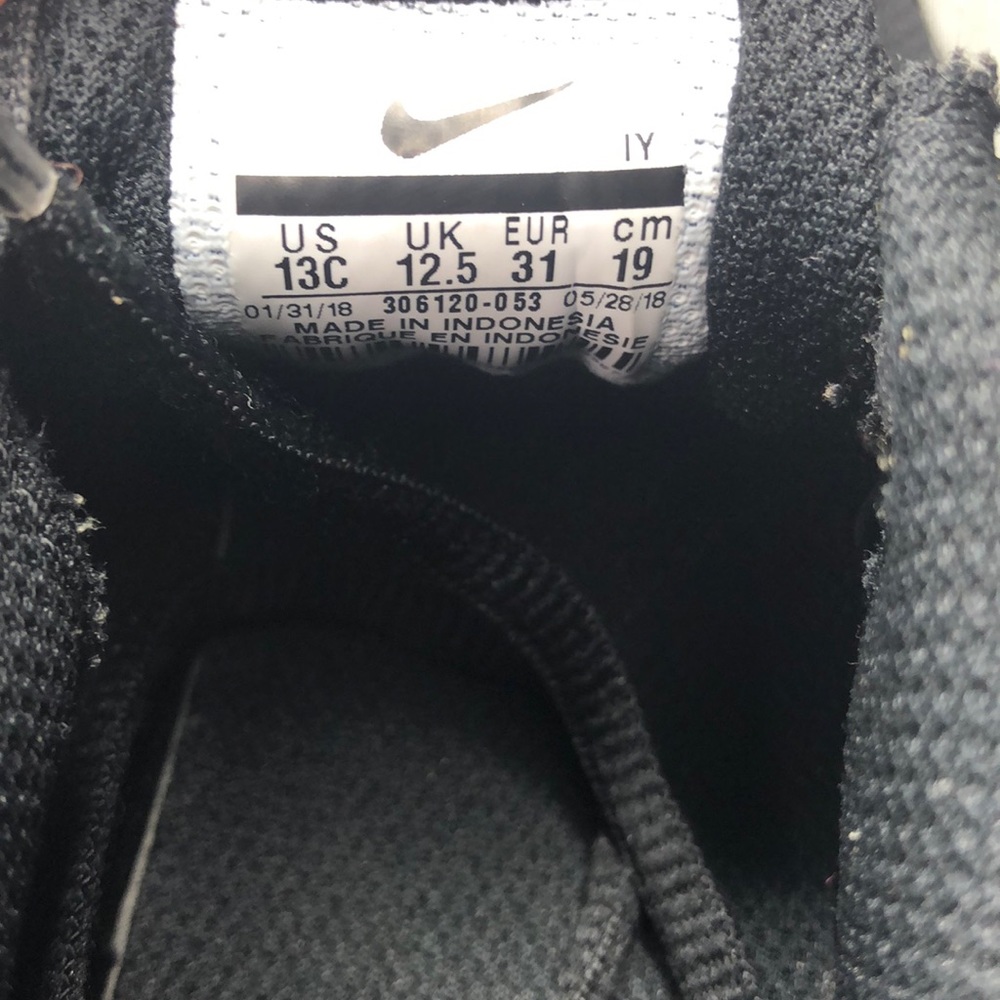 IY
US UK EUR cm
13C 12.5 31 19
01/31/18 306120-053 05/28/18
MADE IN INDONESIA
FABRIQUE EN INDONESIE